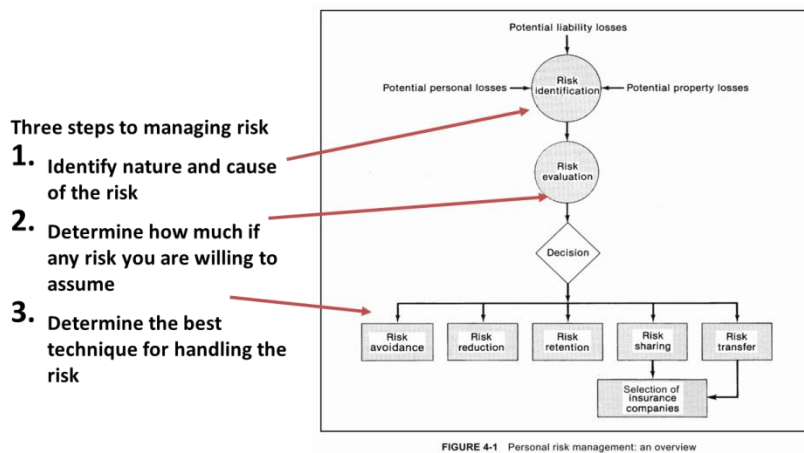 Three steps to managing risk
1. Identify nature and cause
of the risk
2. Determine how much if
any risk you are willing to
assume
3. Determine the best
technique for handling the
risk
Potential liability losses
Potential personal losses
Risk
identification
Potential property losses
Risk
evaluation
Decision
Risk
avoidance
Risk
reduction
Risk
retention
Risk
sharing
Risk
transfer
Selection of
insurance
companies
FIGURE 4-1 Personal risk management: an overview